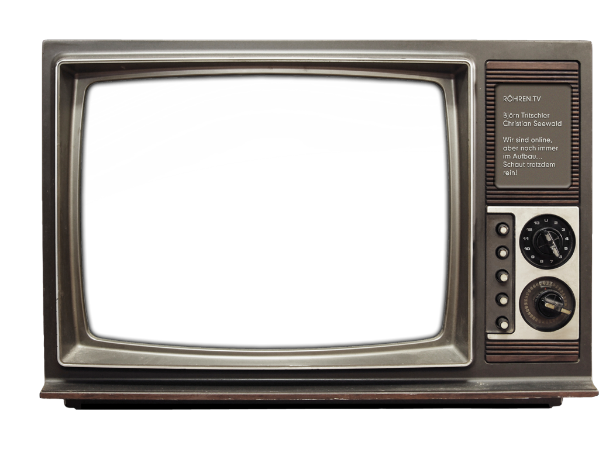 RÖHREN.TV
Björn Tritschler
Christian Seewald
Wir sind online,
aber noch immer
im Aufbau...
Schaut trotzdem
rein!